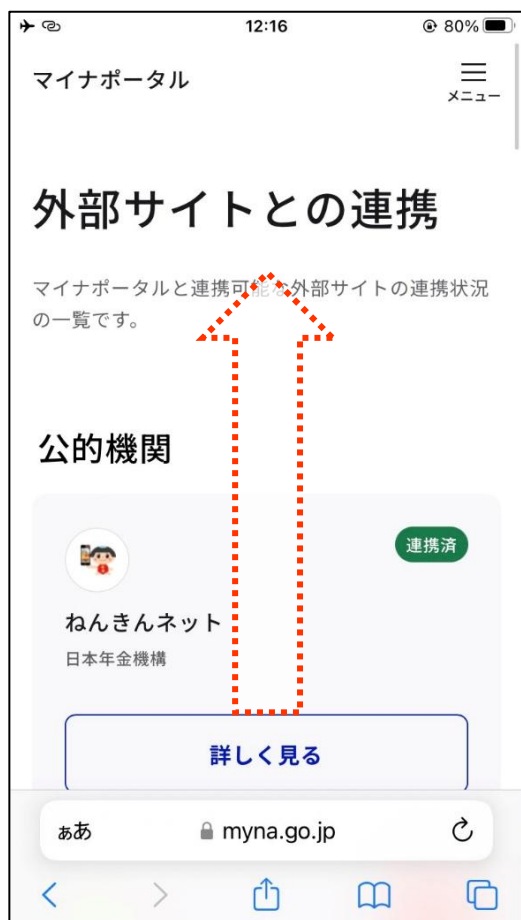 12:16
80%
マイナポータル
メニュー
外部サイトとの連携
マイナポータルと連携可能な外部サイトの連携状況
の一覧です。
公的機関
連携済
ねんきんネット
日本年金機構
詳しく見る
ぁあ
myna.go.jp